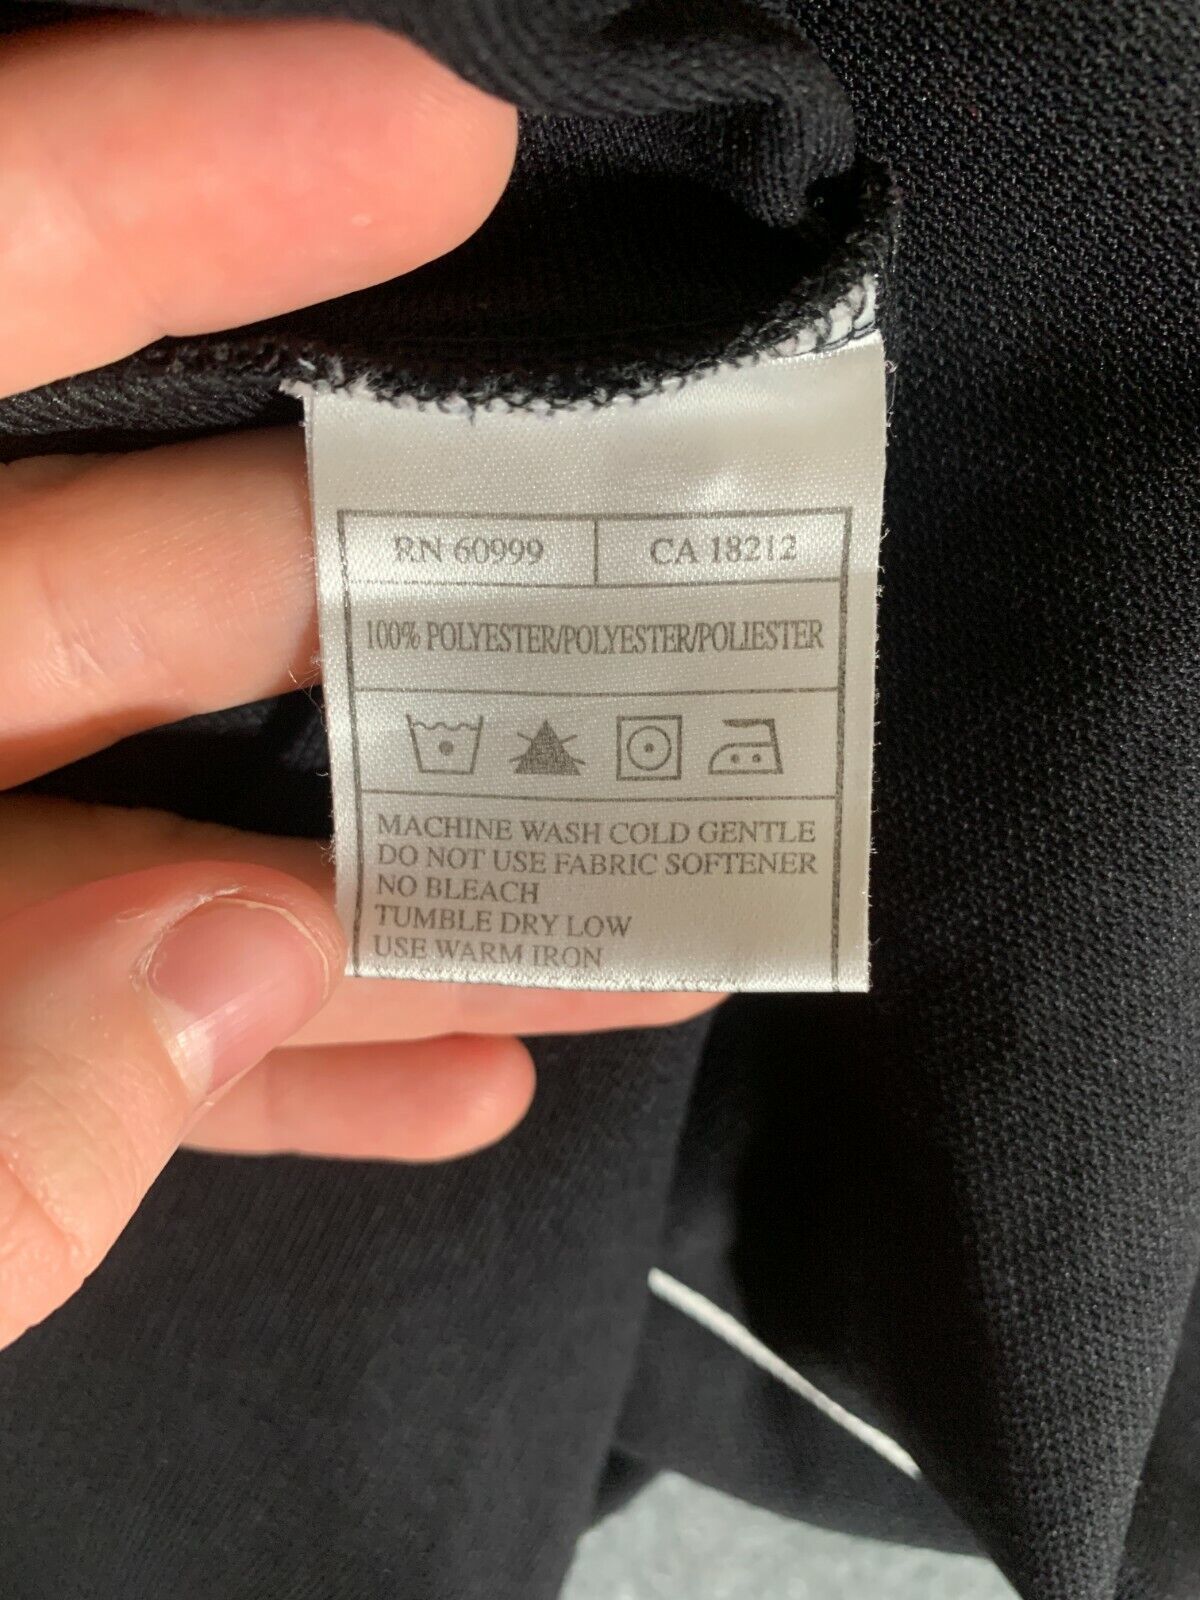 RN 60999 CA 18212
100% POLYESTER/POLYESTER/POLIESTER
MACHINE WASH COLD GENTLE
DO NOT USE FABRIC SOFTENER
NO BLEACH
TUMBLE DRY LOW
USE WARM IRON